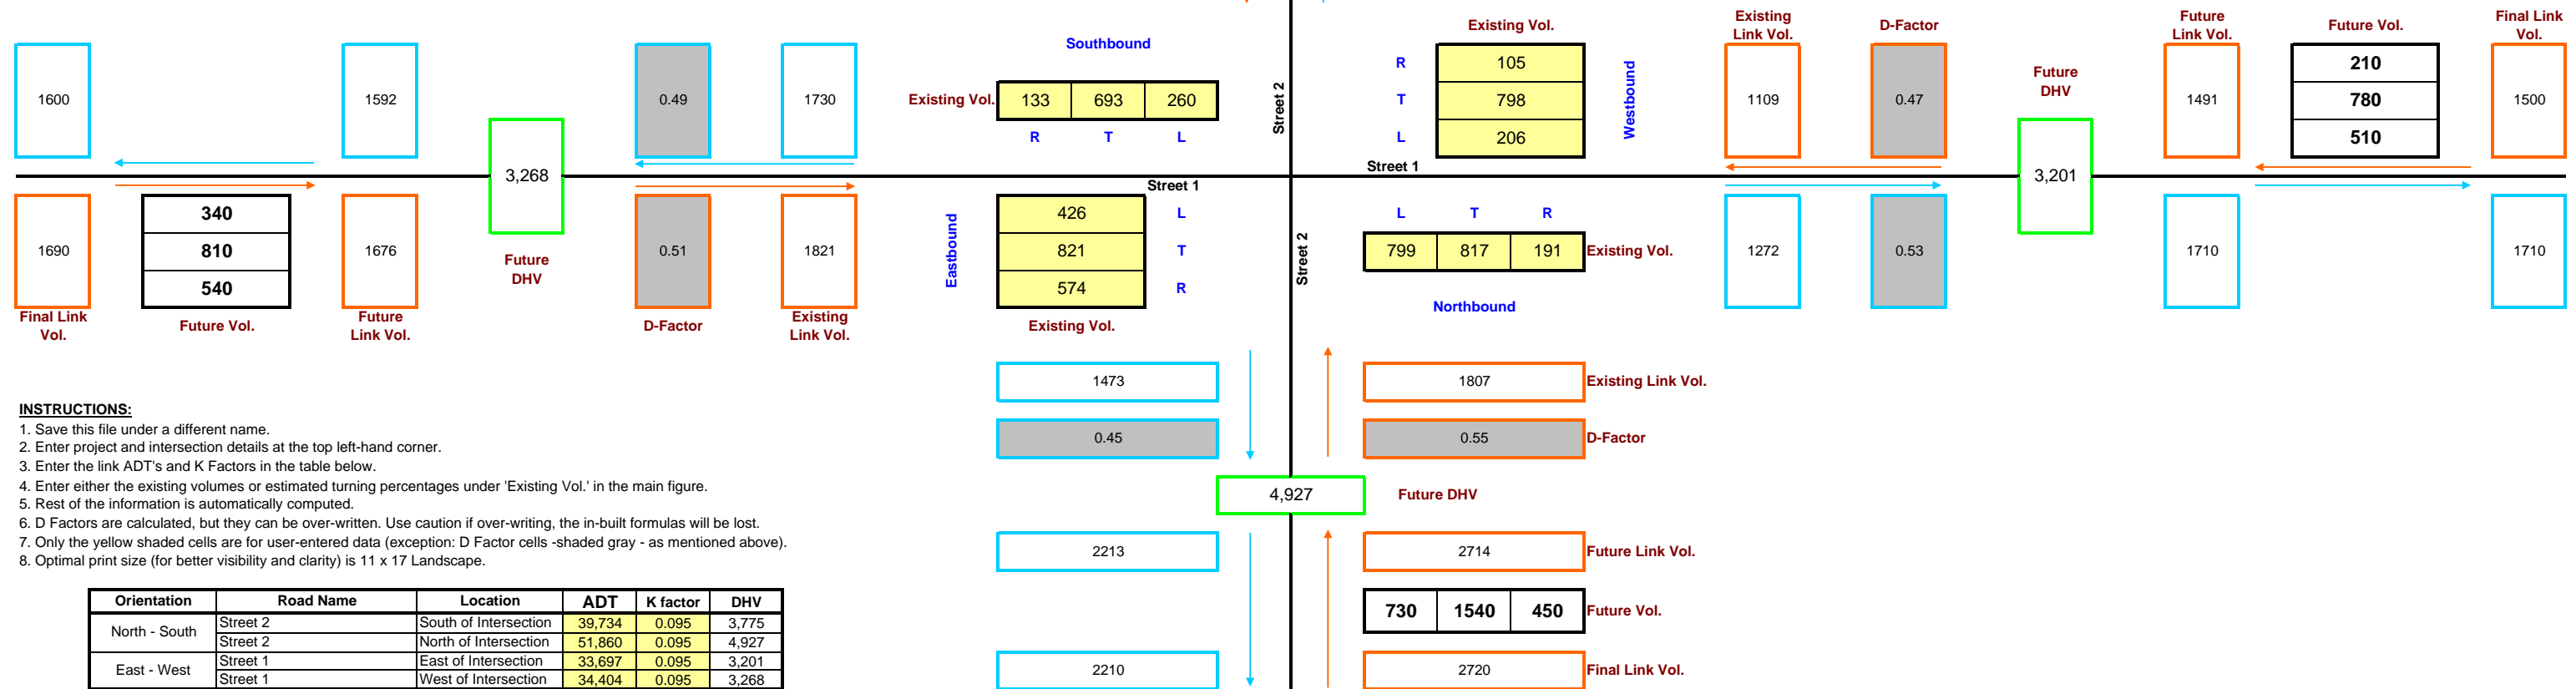 Existing
Link Vol.
D-Factor
Future
Link Vol.
Future Vol.
Final Link
Vol.
Existing Vol.
Southbound
1600
1592
0.49
1730
Existing Vol.
133 693 260
R T L
Street 2
R 105
T 798
L 206
Westbound
1109
0.47
Future
DHV
1491
210
780
510
1500
3,268
Street 1
Street 1
3,201
1690
340
810
540
1676
Future
DHV
0.51
1821
Eastbound
426 L
821 T
574 R
Street 2
L T R
799 817 191 Existing Vol.
Northbound
1272
0.53
1710
1710
Final Link
Vol.
Future Vol.
Future
Link Vol.
D-Factor
Existing
Link Vol.
Existing Vol.
1473 1807 Existing Link Vol.
0.45 0.55 D-Factor
4,927 Future DHV
2213 2714 Future Link Vol.
730 1540 450 Future Vol.
2210 2720 Final Link Vol.
INSTRUCTIONS:
1. Save this file under a different name.
2. Enter project and intersection details at the top left-hand corner.
3. Enter the link ADT's and K Factors in the table below.
4. Enter either the existing volumes or estimated turning percentages under 'Existing Vol.' in the main figure.
5. Rest of the information is automatically computed.
6. D Factors are calculated, but they can be over-written. Use caution if over-writing, the in-built formulas will be lost.
7. Only the yellow shaded cells are for user-entered data (exception: D Factor cells -shaded gray - as mentioned above).
8. Optimal print size (for better visibility and clarity) is 11 x 17 Landscape.
Orientation Road Name Location ADT K factor DHV
North - South Street 2 South of Intersection 39,734 0.095 3,775
Street 2 North of Intersection 51,860 0.095 4,927
East - West Street 1 East of Intersection 33,697 0.095 3,201
Street 1 West of Intersection 34,404 0.095 3,268